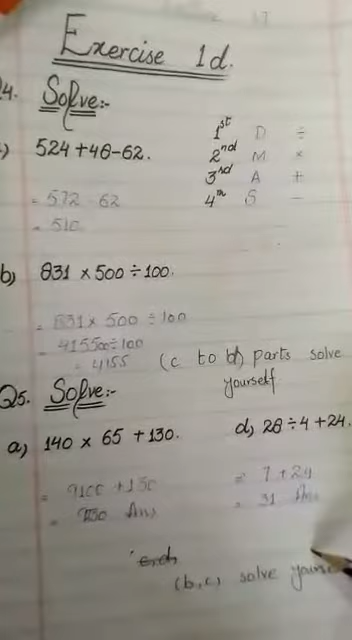 Exercise 1d.
4. Solve:-
1st D ÷
2nd M ×
3rd A +
4th S -
) 524 + 48 - 62.
= 572 - 62
= 510
b) 831 × 500 ÷ 100.
= 831 × 500 ÷ 100
= 415500 ÷ 100
= 4155
(c to d) parts solve
yourself
Q5. Solve:-
a) 140 × 65 + 130.
d) 28 ÷ 4 + 24.
= 9100 + 130
= 7 + 24
= 9230 Ans
= 31 Ans
(b, c) solve